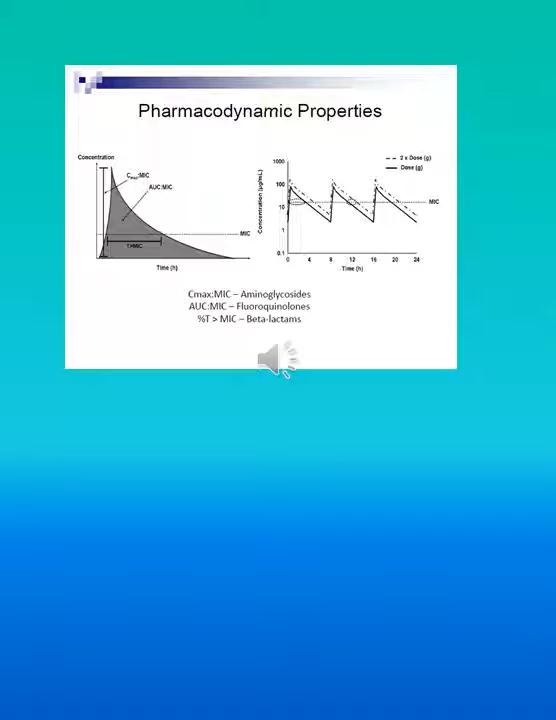 Pharmacodynamic Properties
Concentration
Cmax:MIC
AUC:MIC
MIC
T>MIC
Time (h)
Concentration (µg/mL)
1000
100
10
1
0.1
0 4 8 12 16 20 24
Time (h)
2 x Dose (g)
Dose (g)
MIC
Cmax:MIC – Aminoglycosides
AUC:MIC – Fluoroquinolones
%T > MIC – Beta-lactams